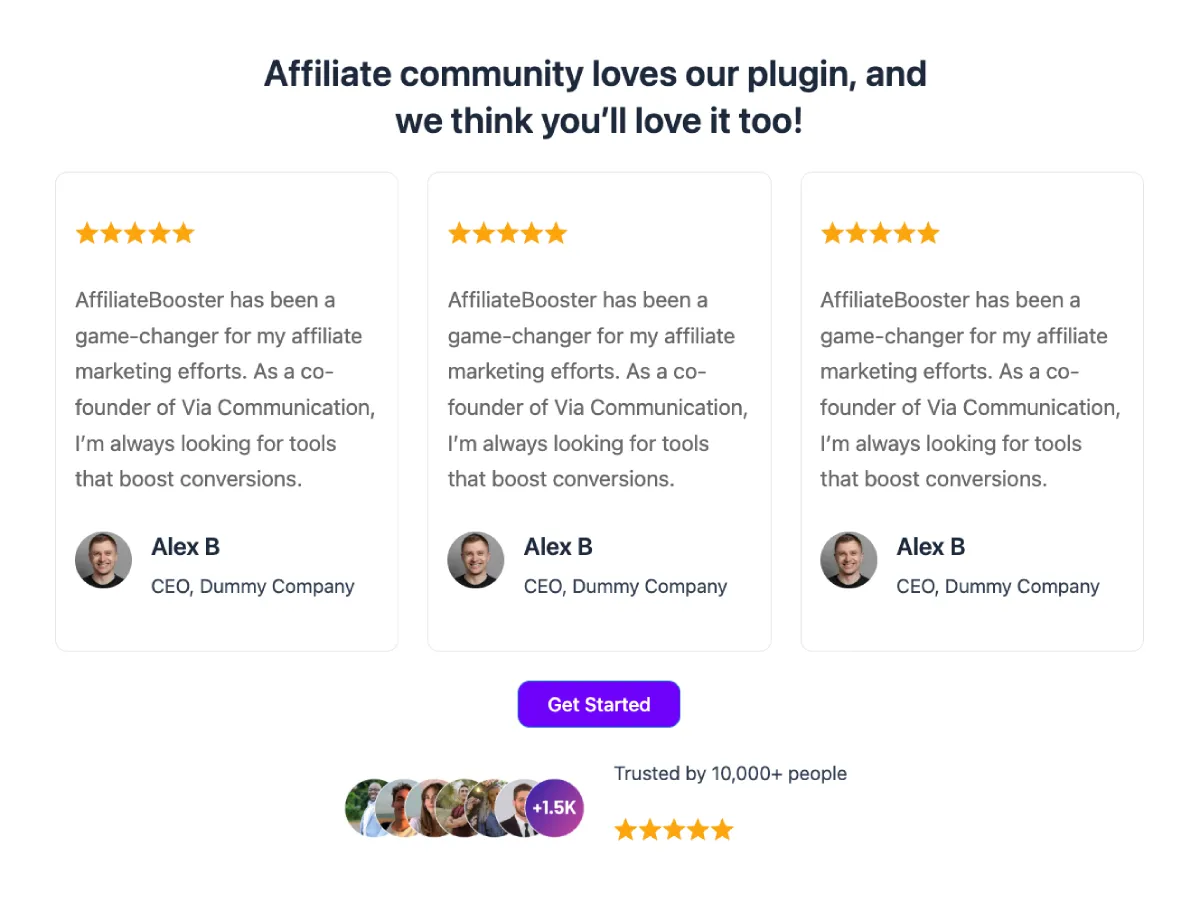 Affiliate community loves our plugin, and
we think you’ll love it too!
AffiliateBooster has been a
game-changer for my affiliate
marketing efforts. As a co-
founder of Via Communication,
I’m always looking for tools
that boost conversions.
Alex B
CEO, Dummy Company
AffiliateBooster has been a
game-changer for my affiliate
marketing efforts. As a co-
founder of Via Communication,
I’m always looking for tools
that boost conversions.
Alex B
CEO, Dummy Company
AffiliateBooster has been a
game-changer for my affiliate
marketing efforts. As a co-
founder of Via Communication,
I’m always looking for tools
that boost conversions.
Alex B
CEO, Dummy Company
Get Started
+1.5K
Trusted by 10,000+ people